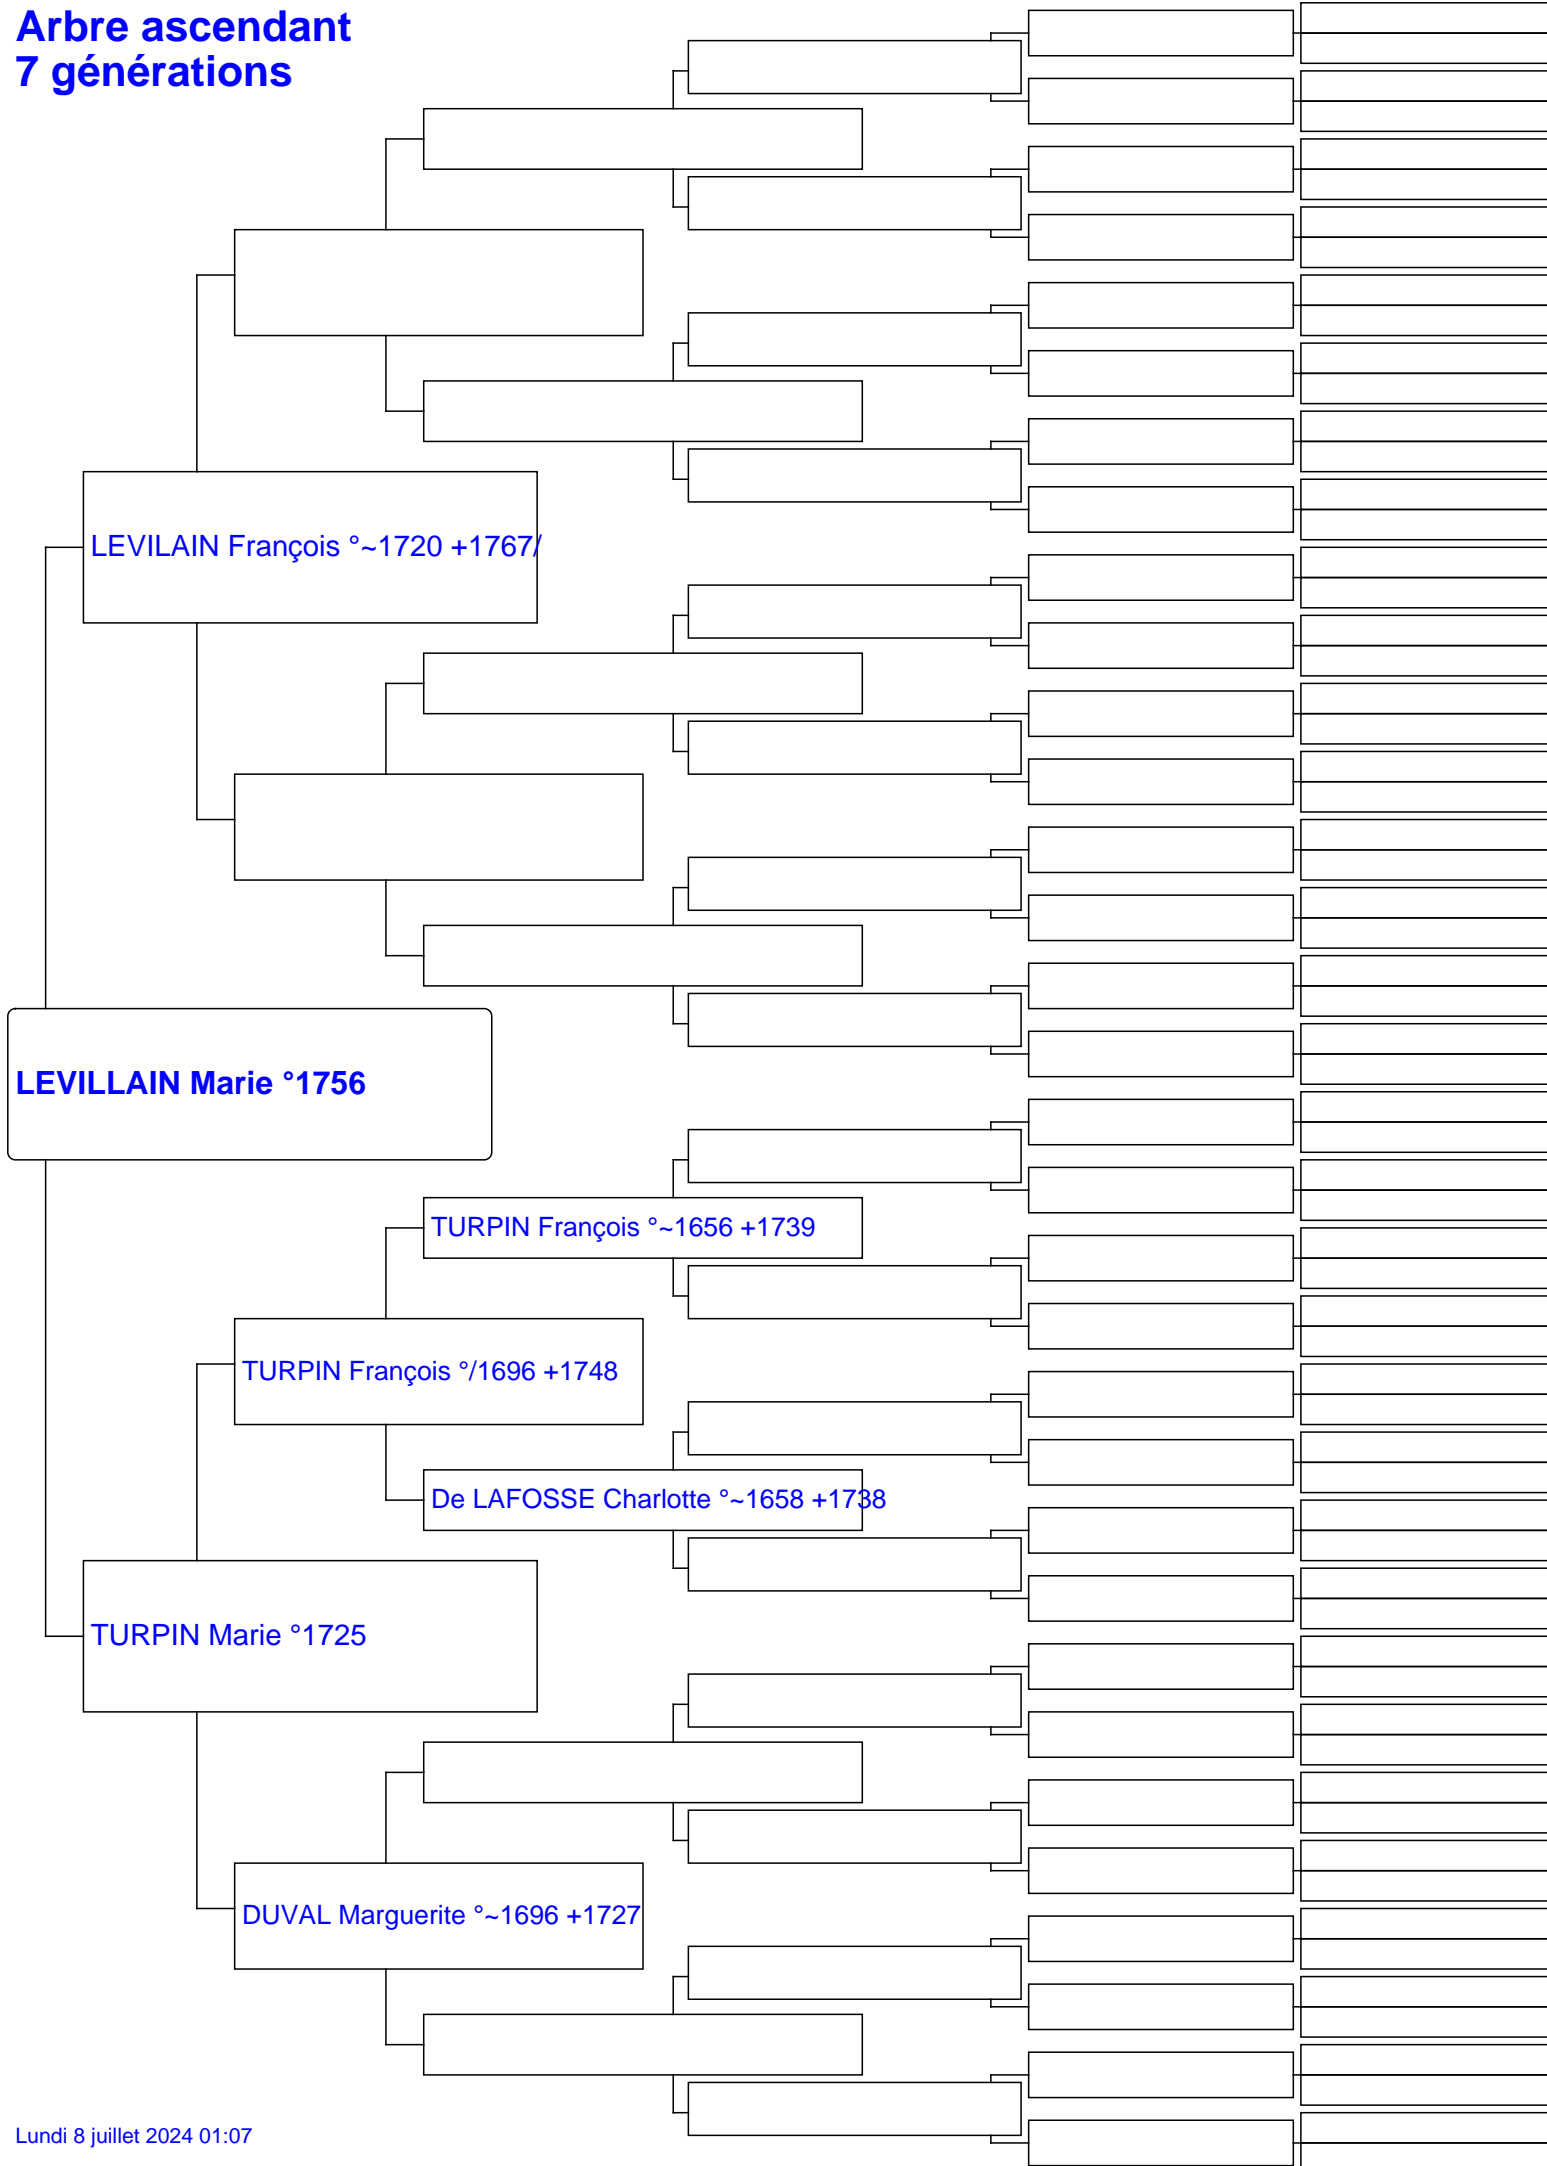 Arbre ascendant
7 générations
LEVILAIN François °~1720 +1767/
LEVILLAIN Marie °1756
TURPIN François °~1656 +1739
TURPIN François °/1696 +1748
De LAFOSSE Charlotte °~1658 +1738
TURPIN Marie °1725
DUVAL Marguerite °~1696 +1727
Lundi 8 juillet 2024 01:07